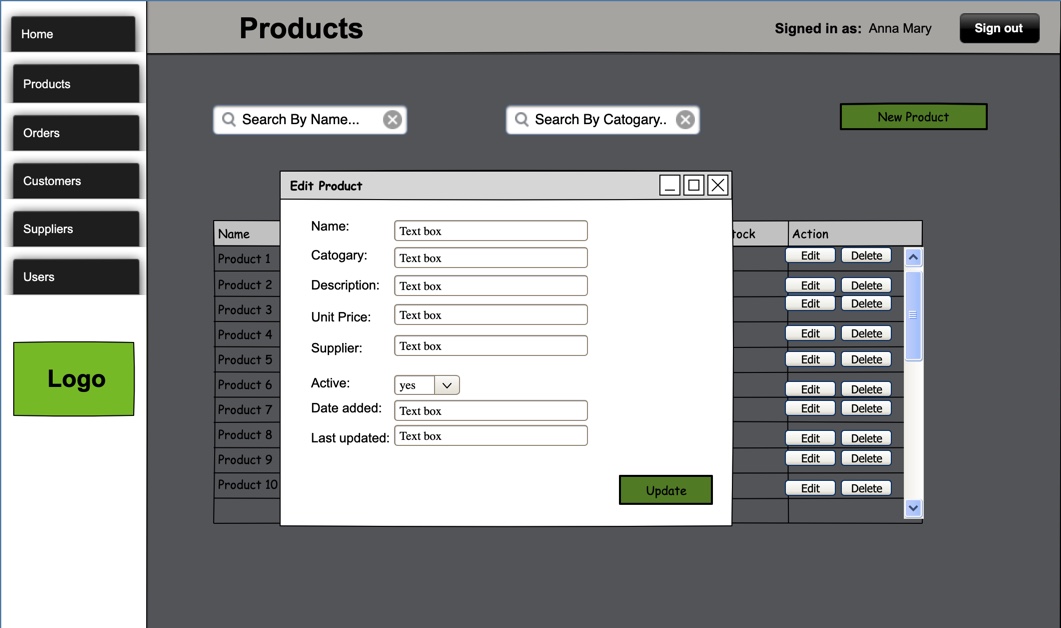 Home
Products
Orders
Customers
Suppliers
Users
Logo
Products
Signed in as: Anna Mary
Sign out
Search By Name...
Search By Catogary..
New Product
Edit Product
Name:
Text box
Catogary:
Text box
Description:
Text box
Unit Price:
Text box
Supplier:
Text box
Active:
yes
Date added:
Text box
Last updated:
Text box
Update
Name
tock
Action
Product 1
Edit Delete
Product 2
Edit Delete
Product 3
Edit Delete
Product 4
Edit Delete
Product 5
Edit Delete
Product 6
Edit Delete
Product 7
Edit Delete
Product 8
Edit Delete
Product 9
Edit Delete
Product 10
Edit Delete